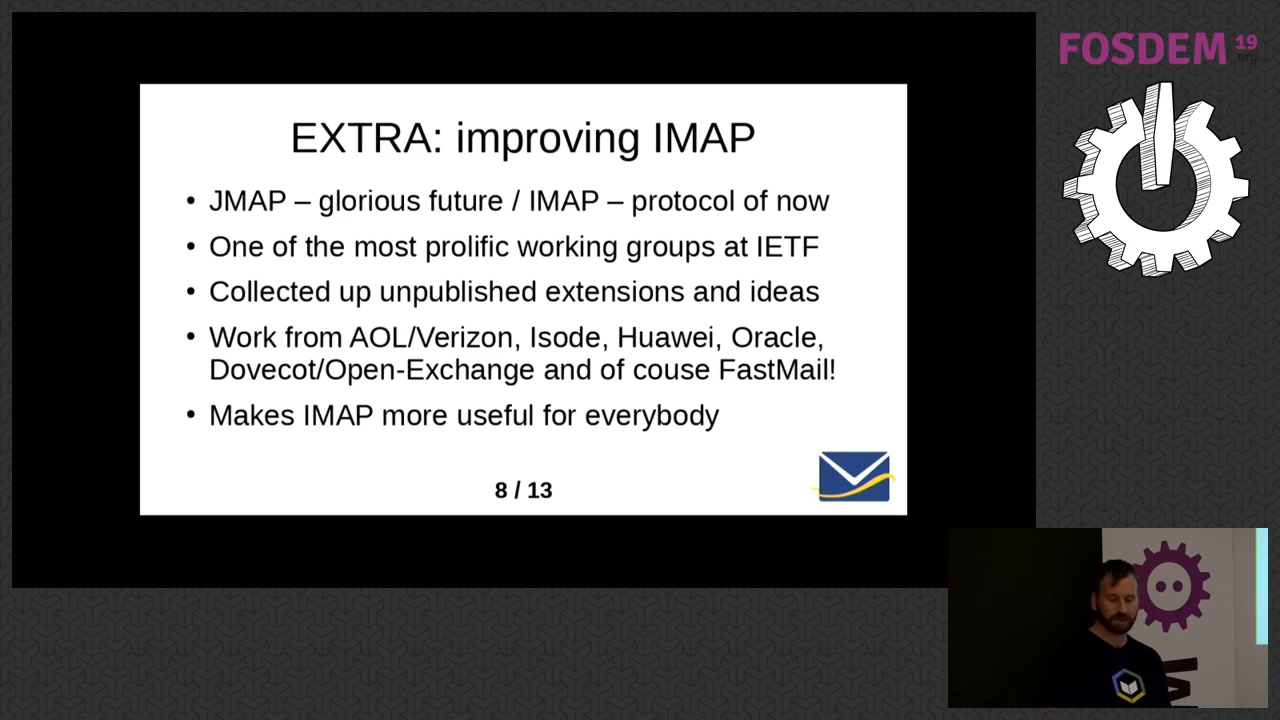 EXTRA: improving IMAP
• JMAP – glorious future / IMAP – protocol of now
• One of the most prolific working groups at IETF
• Collected up unpublished extensions and ideas
• Work from AOL/Verizon, Isode, Huawei, Oracle,
Dovecot/Open-Exchange and of couse FastMail!
• Makes IMAP more useful for everybody
8 / 13
FOSDEM 19
.org